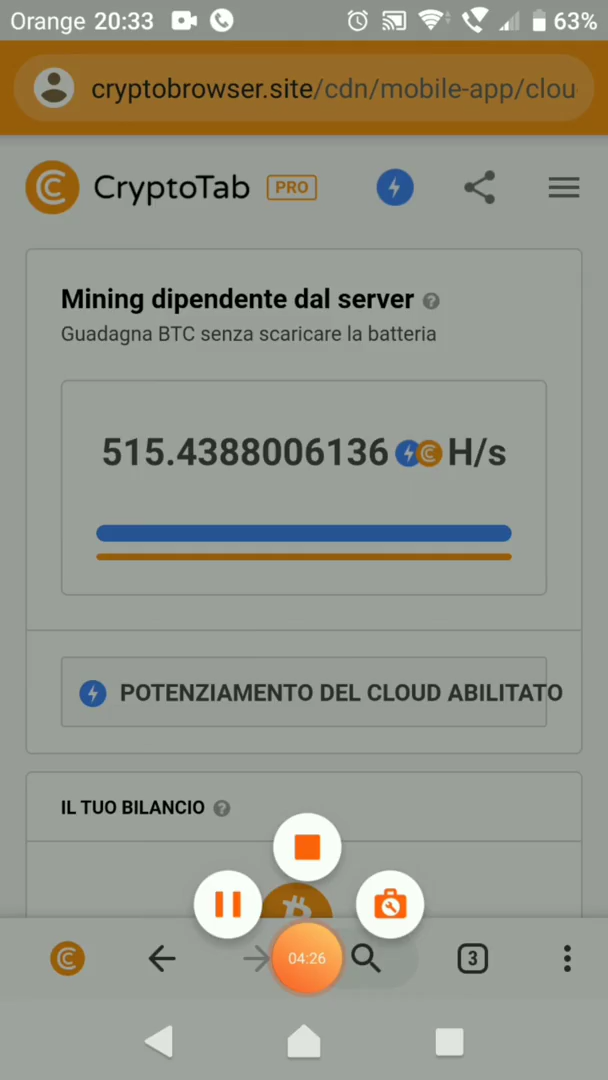 Orange 20:33
63%
cryptobrowser.site/cdn/mobile-app/clou
CryptoTab PRO
Mining dipendente dal server
Guadagna BTC senza scaricare la batteria
515.4388006136 H/s
POTENZIAMENTO DEL CLOUD ABILITATO
IL TUO BILANCIO
04:26
3